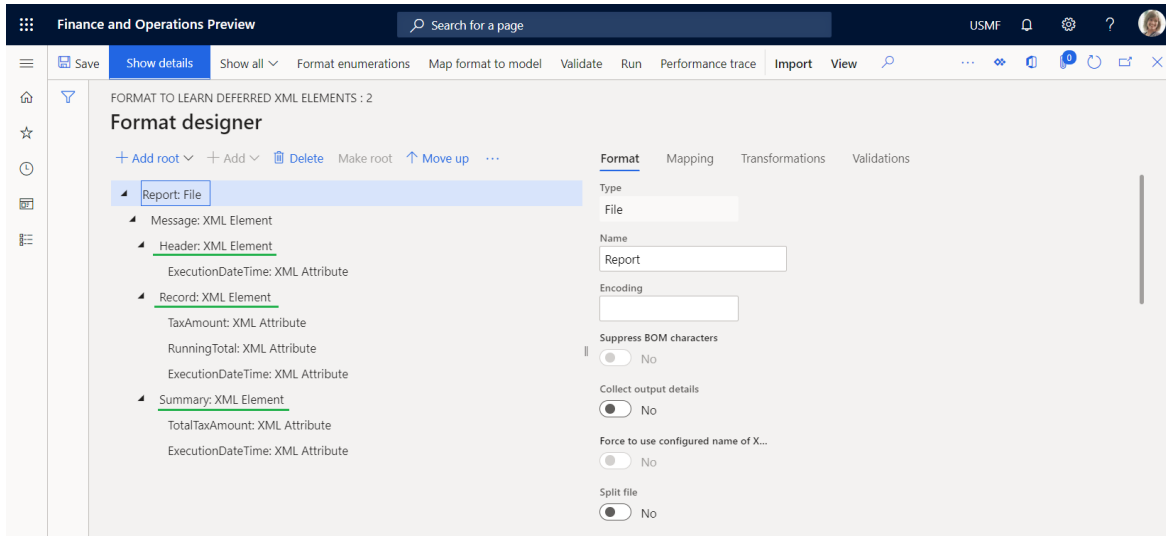 Finance and Operations Preview
Search for a page
USMF
?
Save
Show details
Show all
Format enumerations
Map format to model
Validate
Run
Performance trace
Import
View
0
FORMAT TO LEARN DEFERRED XML ELEMENTS : 2
Format designer
Add root
Add
Delete
Make root
Move up
Report: File
Message: XML Element
Header: XML Element
ExecutionDateTime: XML Attribute
Record: XML Element
TaxAmount: XML Attribute
RunningTotal: XML Attribute
ExecutionDateTime: XML Attribute
Summary: XML Element
TotalTaxAmount: XML Attribute
ExecutionDateTime: XML Attribute
Format
Mapping
Transformations
Validations
Type
File
Name
Report
Encoding
Suppress BOM characters
No
Collect output details
No
Force to use configured name of X...
No
Split file
No